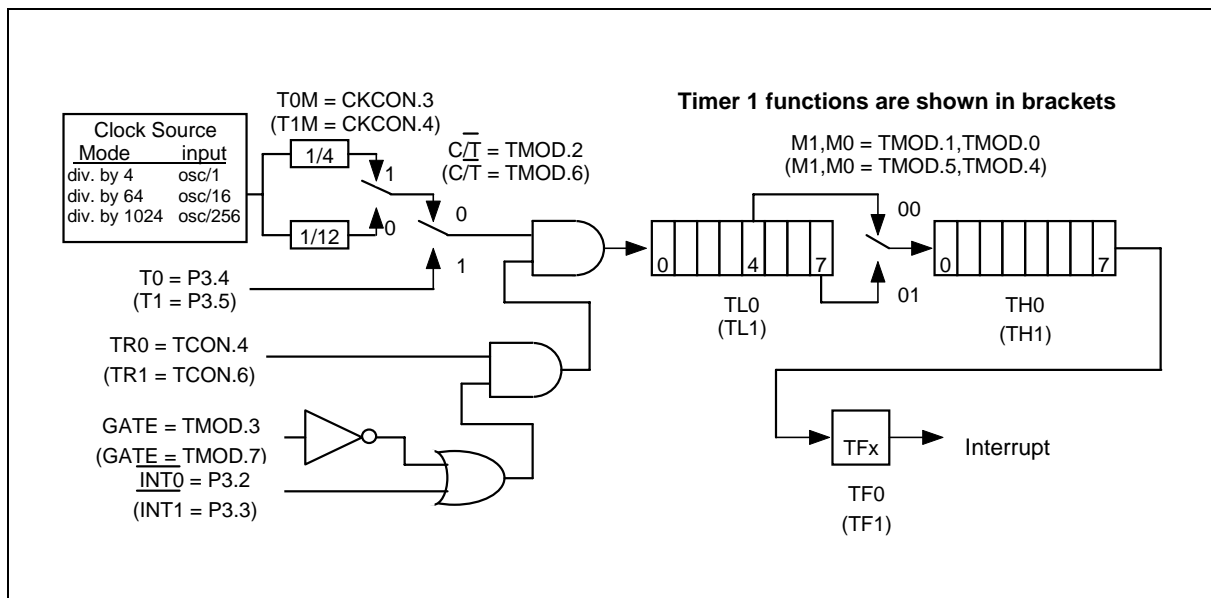 T0M = CKCON.3
(T1M = CKCON.4)
Timer 1 functions are shown in brackets
Clock Source
Mode input
div. by 4 osc/1
div. by 64 osc/16
div. by 1024 osc/256
1/4
1/12
1
0
C/T̅ = TMOD.2
(C/T̅ = TMOD.6)
0
1
M1,M0 = TMOD.1,TMOD.0
(M1,M0 = TMOD.5,TMOD.4)
00
01
0 4 7
TL0
(TL1)
0 7
TH0
(TH1)
T0 = P3.4
(T1 = P3.5)
TR0 = TCON.4
(TR1 = TCON.6)
GATE = TMOD.3
(GATE = TMOD.7)
I̅N̅T̅0̅ = P3.2
(I̅N̅T̅1̅ = P3.3)
TFx
Interrupt
TF0
(TF1)